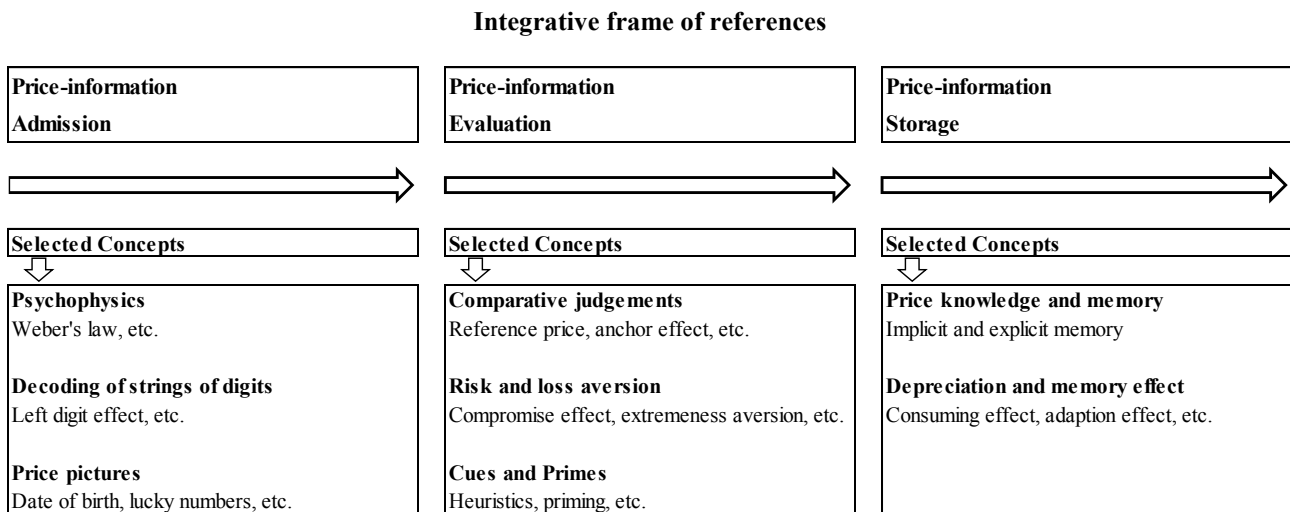 Integrative frame of references
Price-information
Admission
Price-information
Evaluation
Price-information
Storage
Selected Concepts
Selected Concepts
Selected Concepts
Psychophysics
Weber's law, etc.
Decoding of strings of digits
Left digit effect, etc.
Price pictures
Date of birth, lucky numbers, etc.
Comparative judgements
Reference price, anchor effect, etc.
Risk and loss aversion
Compromise effect, extremeness aversion, etc.
Cues and Primes
Heuristics, priming, etc.
Price knowledge and memory
Implicit and explicit memory
Depreciation and memory effect
Consuming effect, adaption effect, etc.